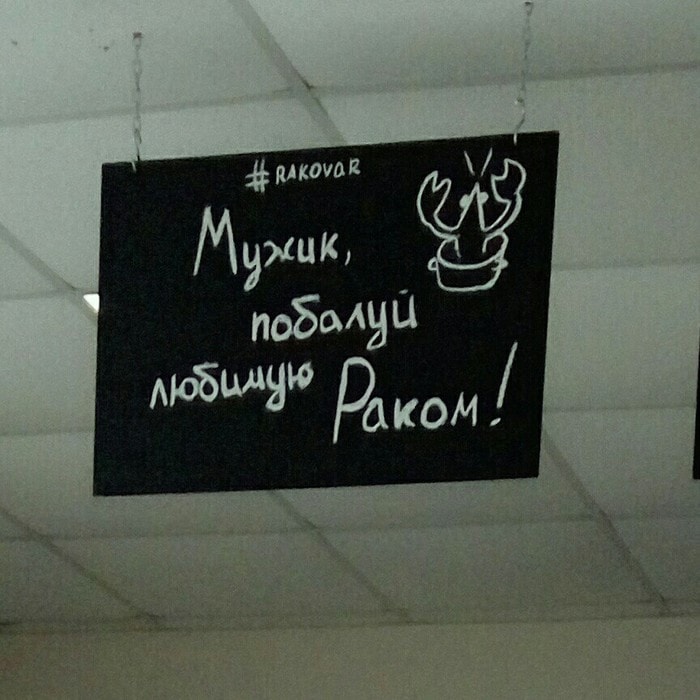 #RAKOVAR
Мужик,
побалуй
любимую Раком!